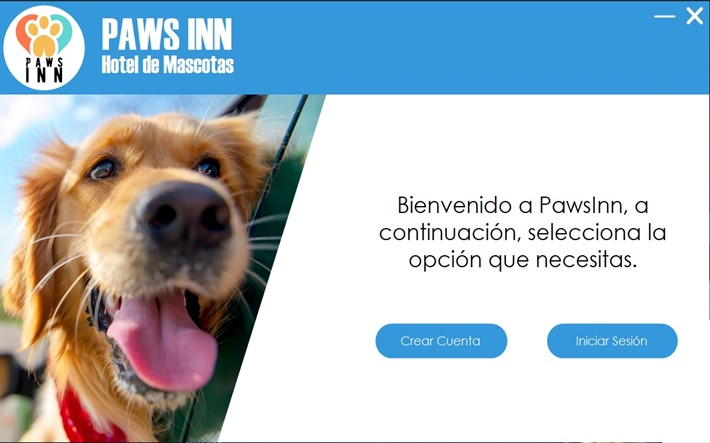 PAWS
INN
PAWS INN
Hotel de Mascotas
Bienvenido a PawsInn, a
continuación, selecciona la
opción que necesitas.
Crear Cuenta
Iniciar Sesión